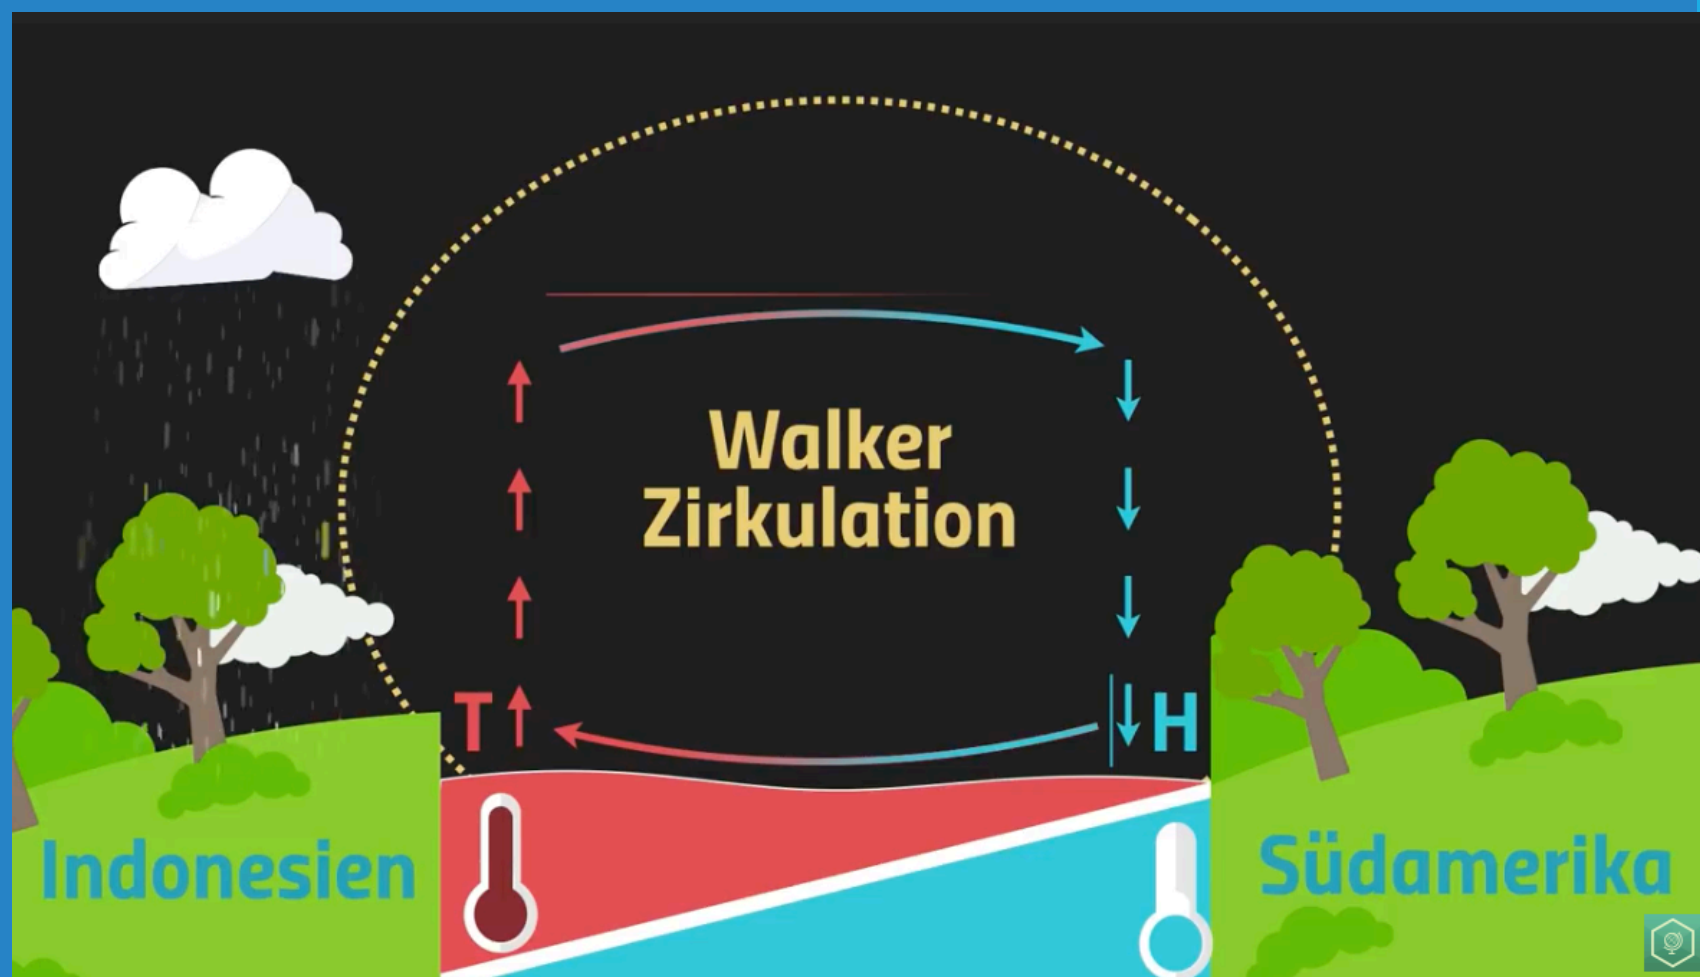 Walker
Zirkulation
T
H
Indonesien
Südamerika